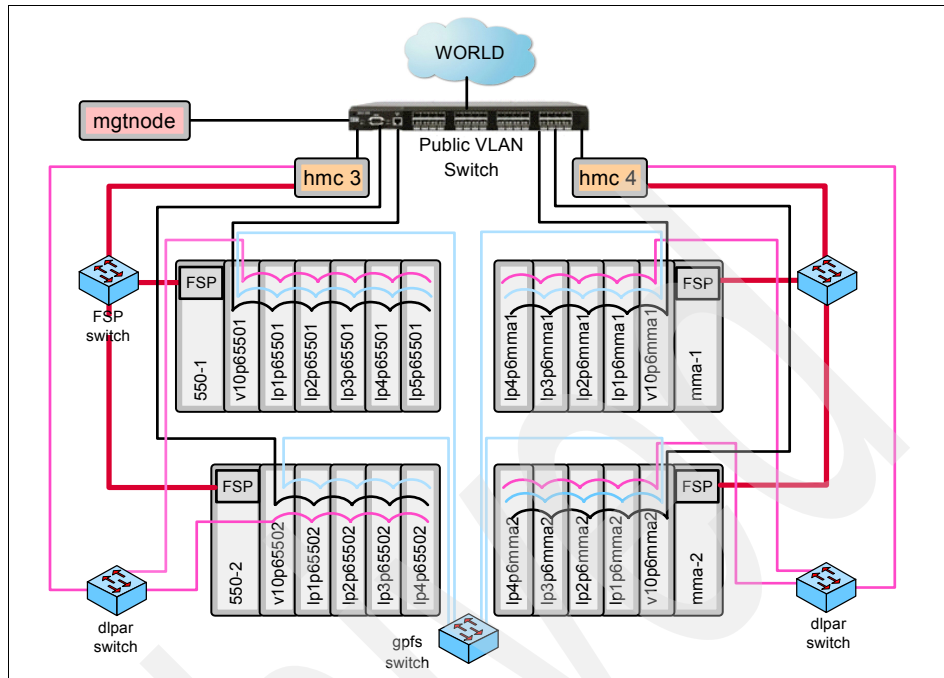 WORLD
mgtnode
Public VLAN
Switch
hmc 3
hmc 4
FSP
switch
FSP
550-1
v10p65501
lp1p65501
lp2p65501
lp3p65501
lp4p65501
lp5p65501
lp4p6mma1
lp3p6mma1
lp2p6mma1
lp1p6mma1
v10p6mma1
FSP
mma-1
FSP
550-2
v10p65502
lp1p65502
lp2p65502
lp3p65502
lp4p65502
lp4p6mma2
lp3p6mma2
lp2p6mma2
lp1p6mma2
v10p6mma2
FSP
mma-2
dlpar
switch
gpfs
switch
dlpar
switch